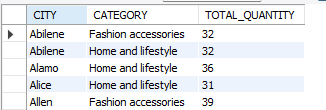 CITY CATEGORY TOTAL_QUANTITY
Abilene Fashion accessories 32
Abilene Home and lifestyle 32
Alamo Home and lifestyle 36
Alice Home and lifestyle 31
Allen Fashion accessories 39